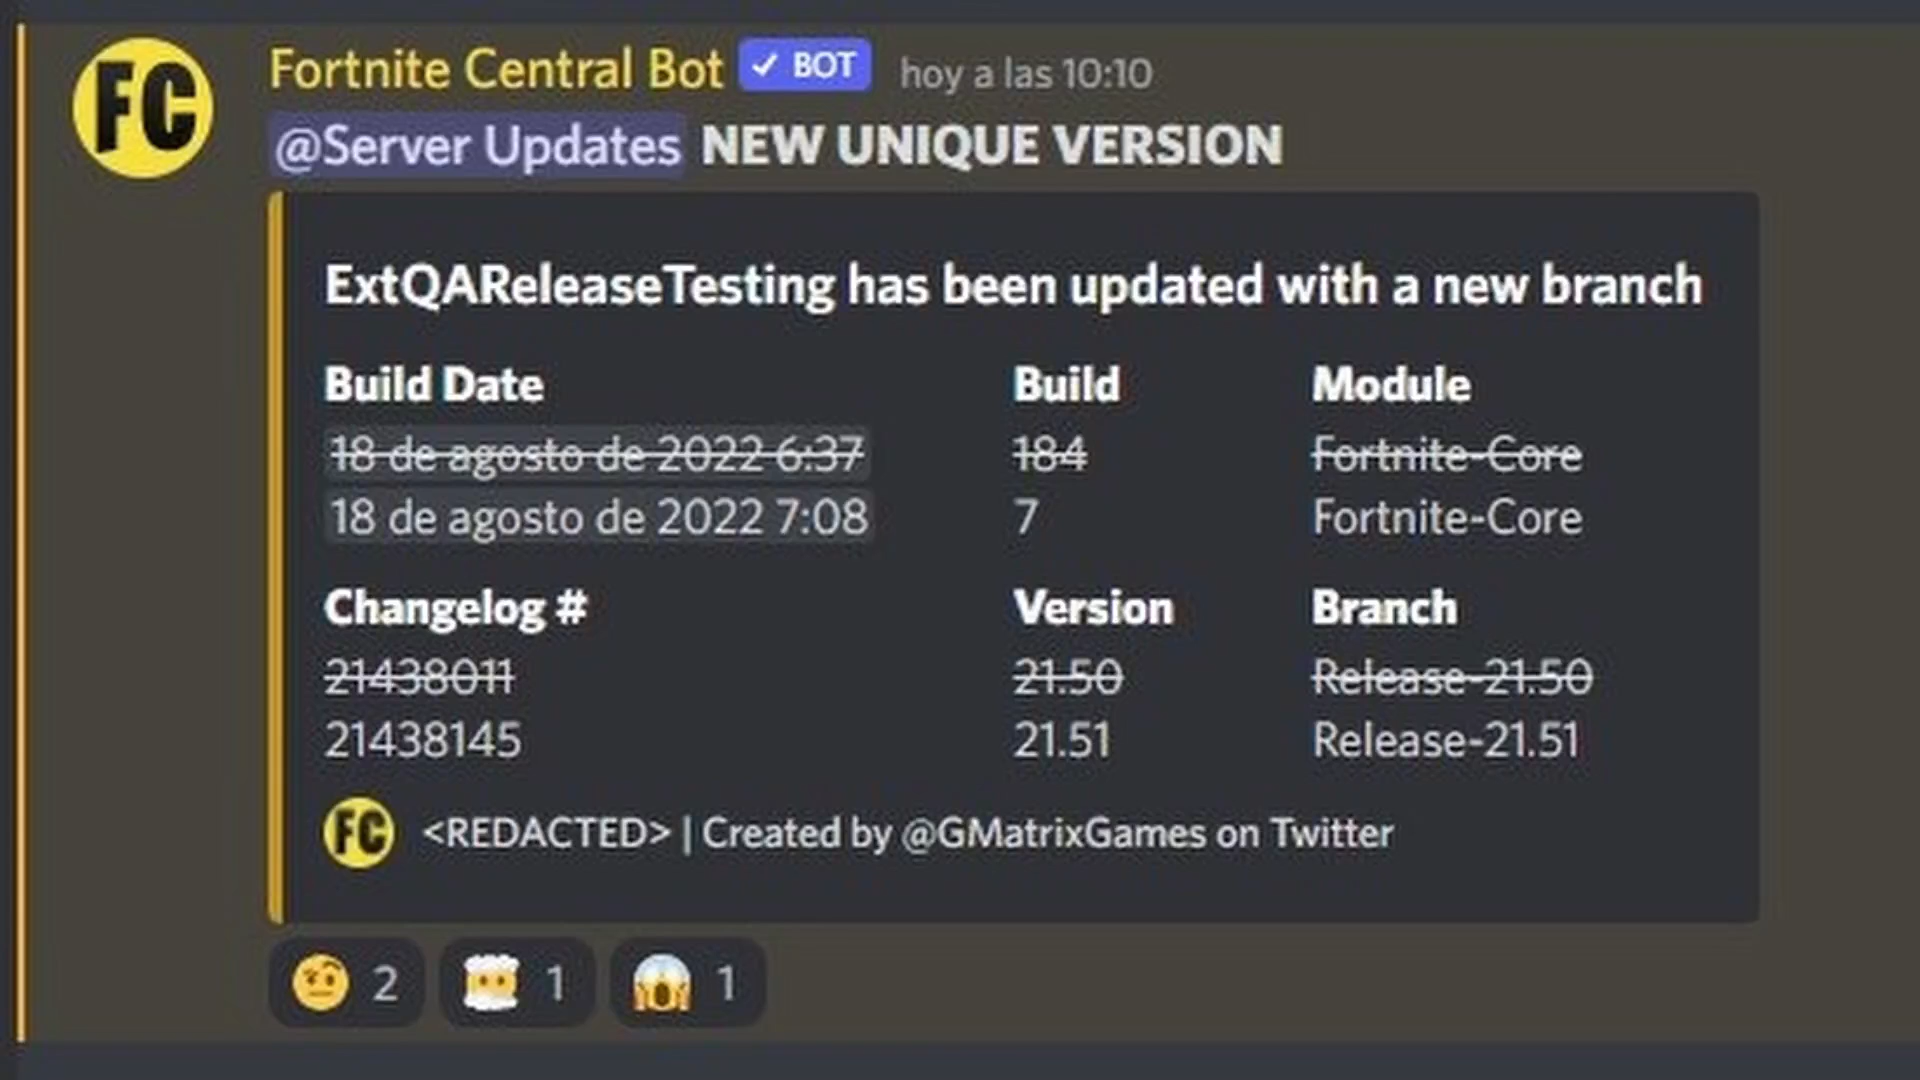 FC
Fortnite Central Bot ✓ BOT hoy a las 10:10
@Server Updates NEW UNIQUE VERSION
ExtQAReleaseTesting has been updated with a new branch
Build Date Build Module
18 de agosto de 2022 6:37 184 Fortnite-Core
18 de agosto de 2022 7:08 7 Fortnite-Core
Changelog # Version Branch
21438011 21.50 Release-21.50
21438145 21.51 Release-21.51
FC <REDACTED> | Created by @GMatrixGames on Twitter
2 1 1